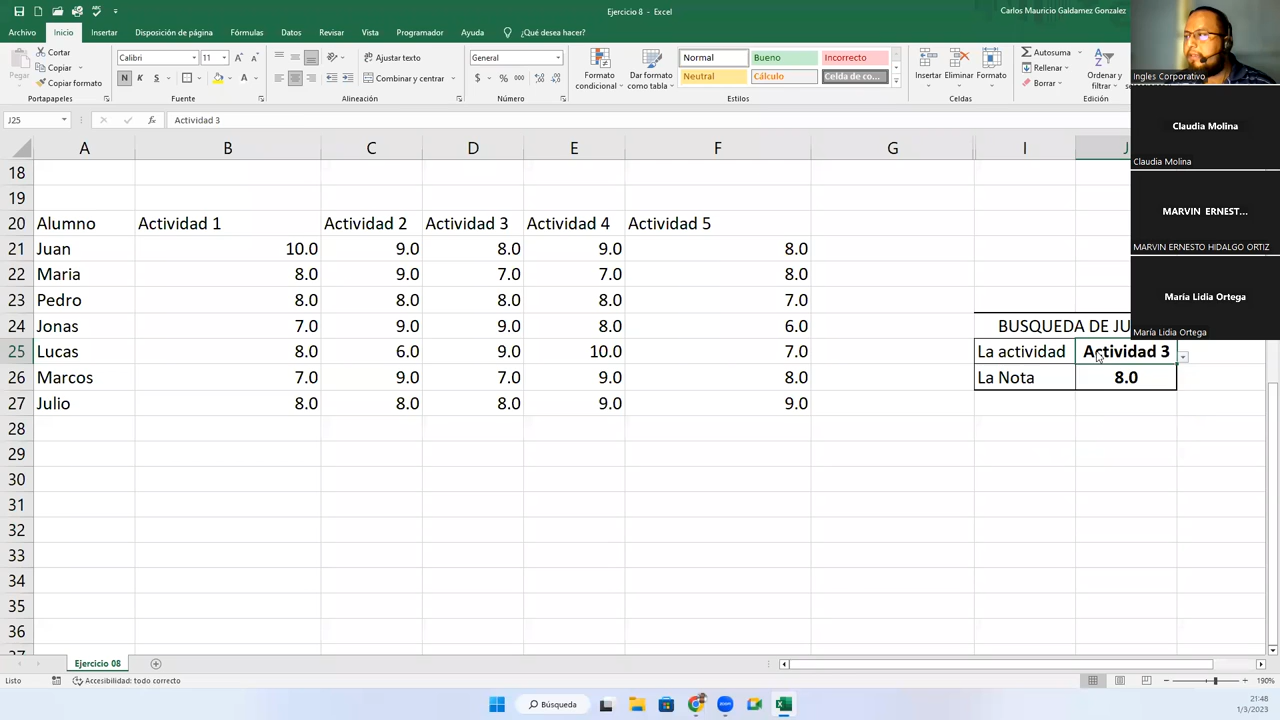 Ejercicio 8 - Excel
Carlos Mauricio Galdamez Gonzalez
Archivo Inicio Insertar Disposición de página Fórmulas Datos Revisar Vista Programador Ayuda ¿Qué desea hacer?
Pegar
Cortar
Copiar
Copiar formato
Portapapeles
Calibri 11
N K S
Fuente
Ajustar texto
Combinar y centrar
Alineación
General
$ % 000
Número
Formato condicional
Dar formato como tabla
Normal Bueno Incorrecto
Neutral Cálculo Celda de co...
Estilos
Insertar Eliminar Formato
Celdas
Autosuma
Rellenar
Borrar
Ordenar y filtrar
Edición
J25 fx Actividad 3
A B C D E F G I J
18
19
20 Alumno Actividad 1 Actividad 2 Actividad 3 Actividad 4 Actividad 5
21 Juan 10.0 9.0 8.0 9.0 8.0
22 Maria 8.0 9.0 7.0 7.0 8.0
23 Pedro 8.0 8.0 8.0 8.0 7.0
24 Jonas 7.0 9.0 9.0 8.0 6.0 BUSQUEDA DE JU
25 Lucas 8.0 6.0 9.0 10.0 7.0 La actividad Actividad 3
26 Marcos 7.0 9.0 7.0 9.0 8.0 La Nota 8.0
27 Julio 8.0 8.0 8.0 9.0 9.0
28
29
30
31
32
33
34
35
36
Ingles Corporativo
Claudia Molina
Claudia Molina
MARVIN ERNEST...
MARVIN ERNESTO HIDALGO ORTIZ
María Lidia Ortega
María Lidia Ortega
Ejercicio 08
Listo Accesibilidad: todo correcto 190%
Búsqueda
zoom
21:48
1/3/2023